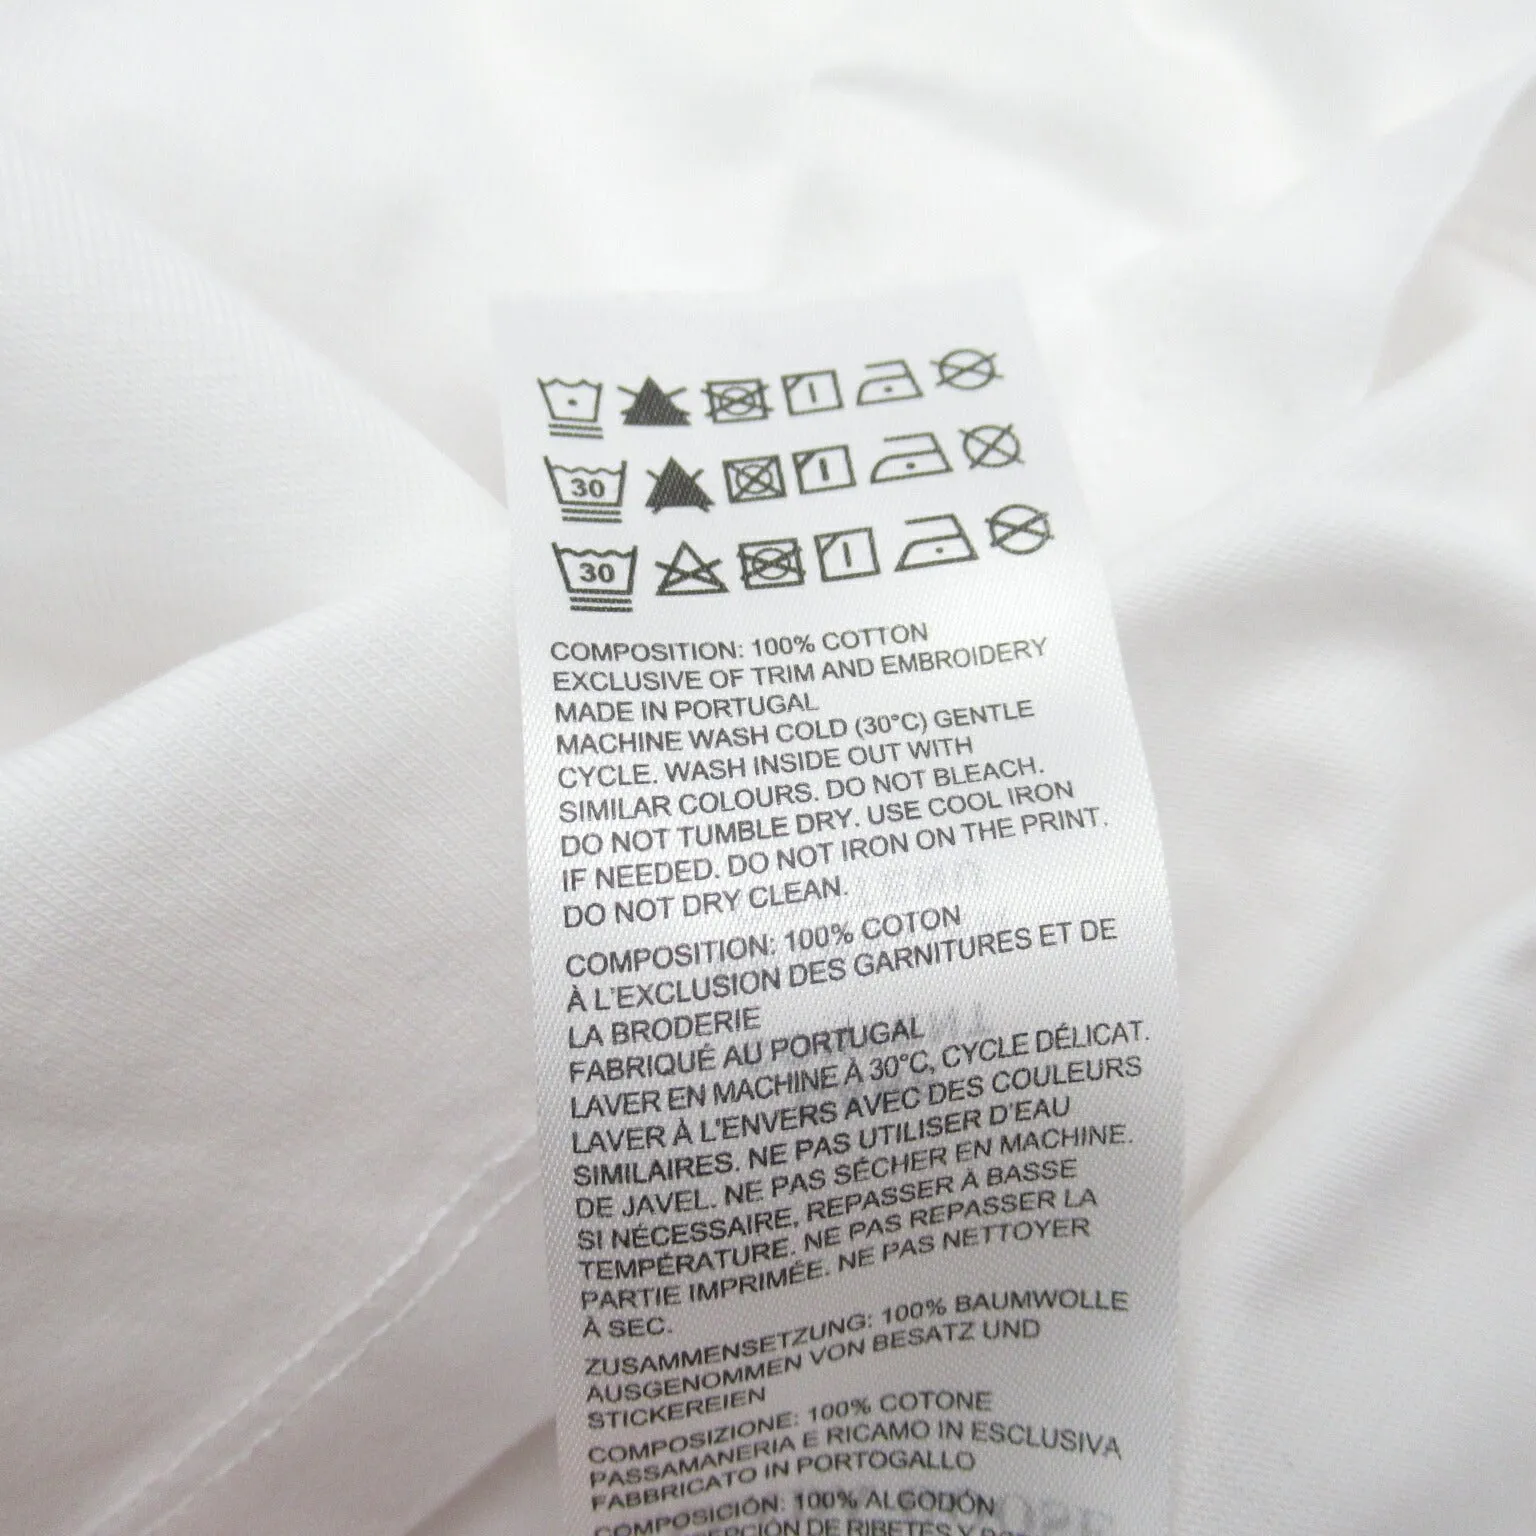 30
30
COMPOSITION: 100% COTTON
EXCLUSIVE OF TRIM AND EMBROIDERY
MADE IN PORTUGAL
MACHINE WASH COLD (30°C) GENTLE
CYCLE. WASH INSIDE OUT WITH
SIMILAR COLOURS. DO NOT BLEACH.
DO NOT TUMBLE DRY. USE COOL IRON
IF NEEDED. DO NOT IRON ON THE PRINT.
DO NOT DRY CLEAN.
COMPOSITION: 100% COTON
À L'EXCLUSION DES GARNITURES ET DE
LA BRODERIE
FABRIQUÉ AU PORTUGAL
LAVER EN MACHINE À 30°C, CYCLE DÉLICAT.
LAVER À L'ENVERS AVEC DES COULEURS
SIMILAIRES. NE PAS UTILISER D'EAU
DE JAVEL. NE PAS SÉCHER EN MACHINE.
SI NÉCESSAIRE, REPASSER À BASSE
TEMPÉRATURE. NE PAS REPASSER LA
PARTIE IMPRIMÉE. NE PAS NETTOYER
À SEC.
ZUSAMMENSETZUNG: 100% BAUMWOLLE
AUSGENOMMEN VON BESATZ UND
STICKEREIEN
COMPOSIZIONE: 100% COTONE
PASSAMANERIA E RICAMO IN ESCLUSIVA
FABBRICATO IN PORTOGALLO
COMPOSICIÓN: 100% ALGODÓN
DE RIBETES Y